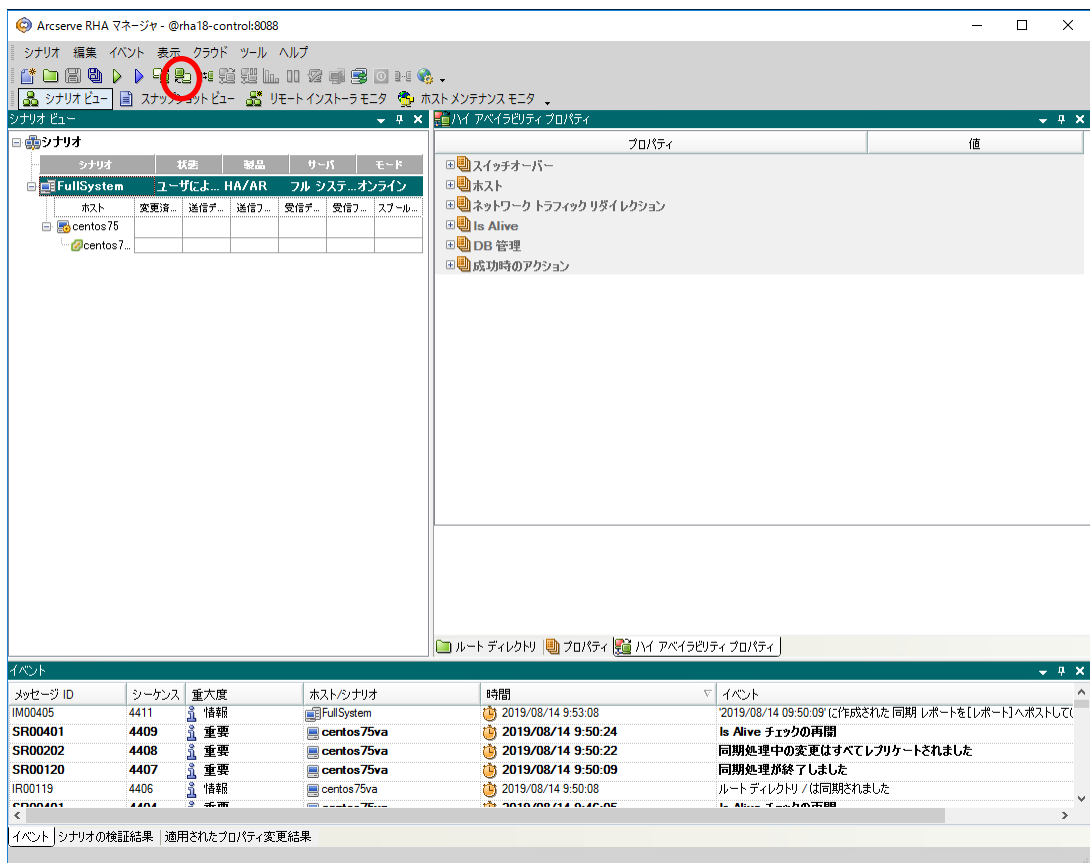 Arcserve RHA マネージャ - @rha18-control:8088
シナリオ 編集 イベント 表示 クラウド ツール ヘルプ
シナリオ ビュー スナップショット ビュー リモート インストーラ モニタ ホスト メンテナンス モニタ
シナリオ ビュー
シナリオ
シナリオ 状態 製品 サーバ モード
FullSystem ユーザによ... HA/AR フル システ...オンライン
ホスト 変更済... 送信デ... 送信フ... 受信デ... 受信フ... スプール...
centos75
centos7...
ハイ アベイラビリティ プロパティ
プロパティ 値
スイッチオーバー
ホスト
ネットワーク トラフィック リダイレクション
Is Alive
DB 管理
成功時のアクション
ルート ディレクトリ プロパティ ハイ アベイラビリティ プロパティ
イベント
メッセージ ID シーケンス 重大度 ホスト/シナリオ 時間 イベント
IM00405 4411 情報 FullSystem 2019/08/14 9:53:08 '2019/08/14 09:50:09' に作成された 同期 レポートを [レポート] へポストして(
SR00401 4409 重要 centos75va 2019/08/14 9:50:24 Is Alive チェックの再開
SR00202 4408 重要 centos75va 2019/08/14 9:50:22 同期処理中の変更はすべてレプリケートされました
SR00120 4407 重要 centos75va 2019/08/14 9:50:09 同期処理が終了しました
IR00119 4406 情報 centos75va 2019/08/14 9:50:08 ルート ディレクトリ / は同期されました
SR00401 4404 重要 centos75va 2019/08/14 9:46:05 Is Alive チェックの再開
イベント シナリオの検証結果 適用されたプロパティ変更結果